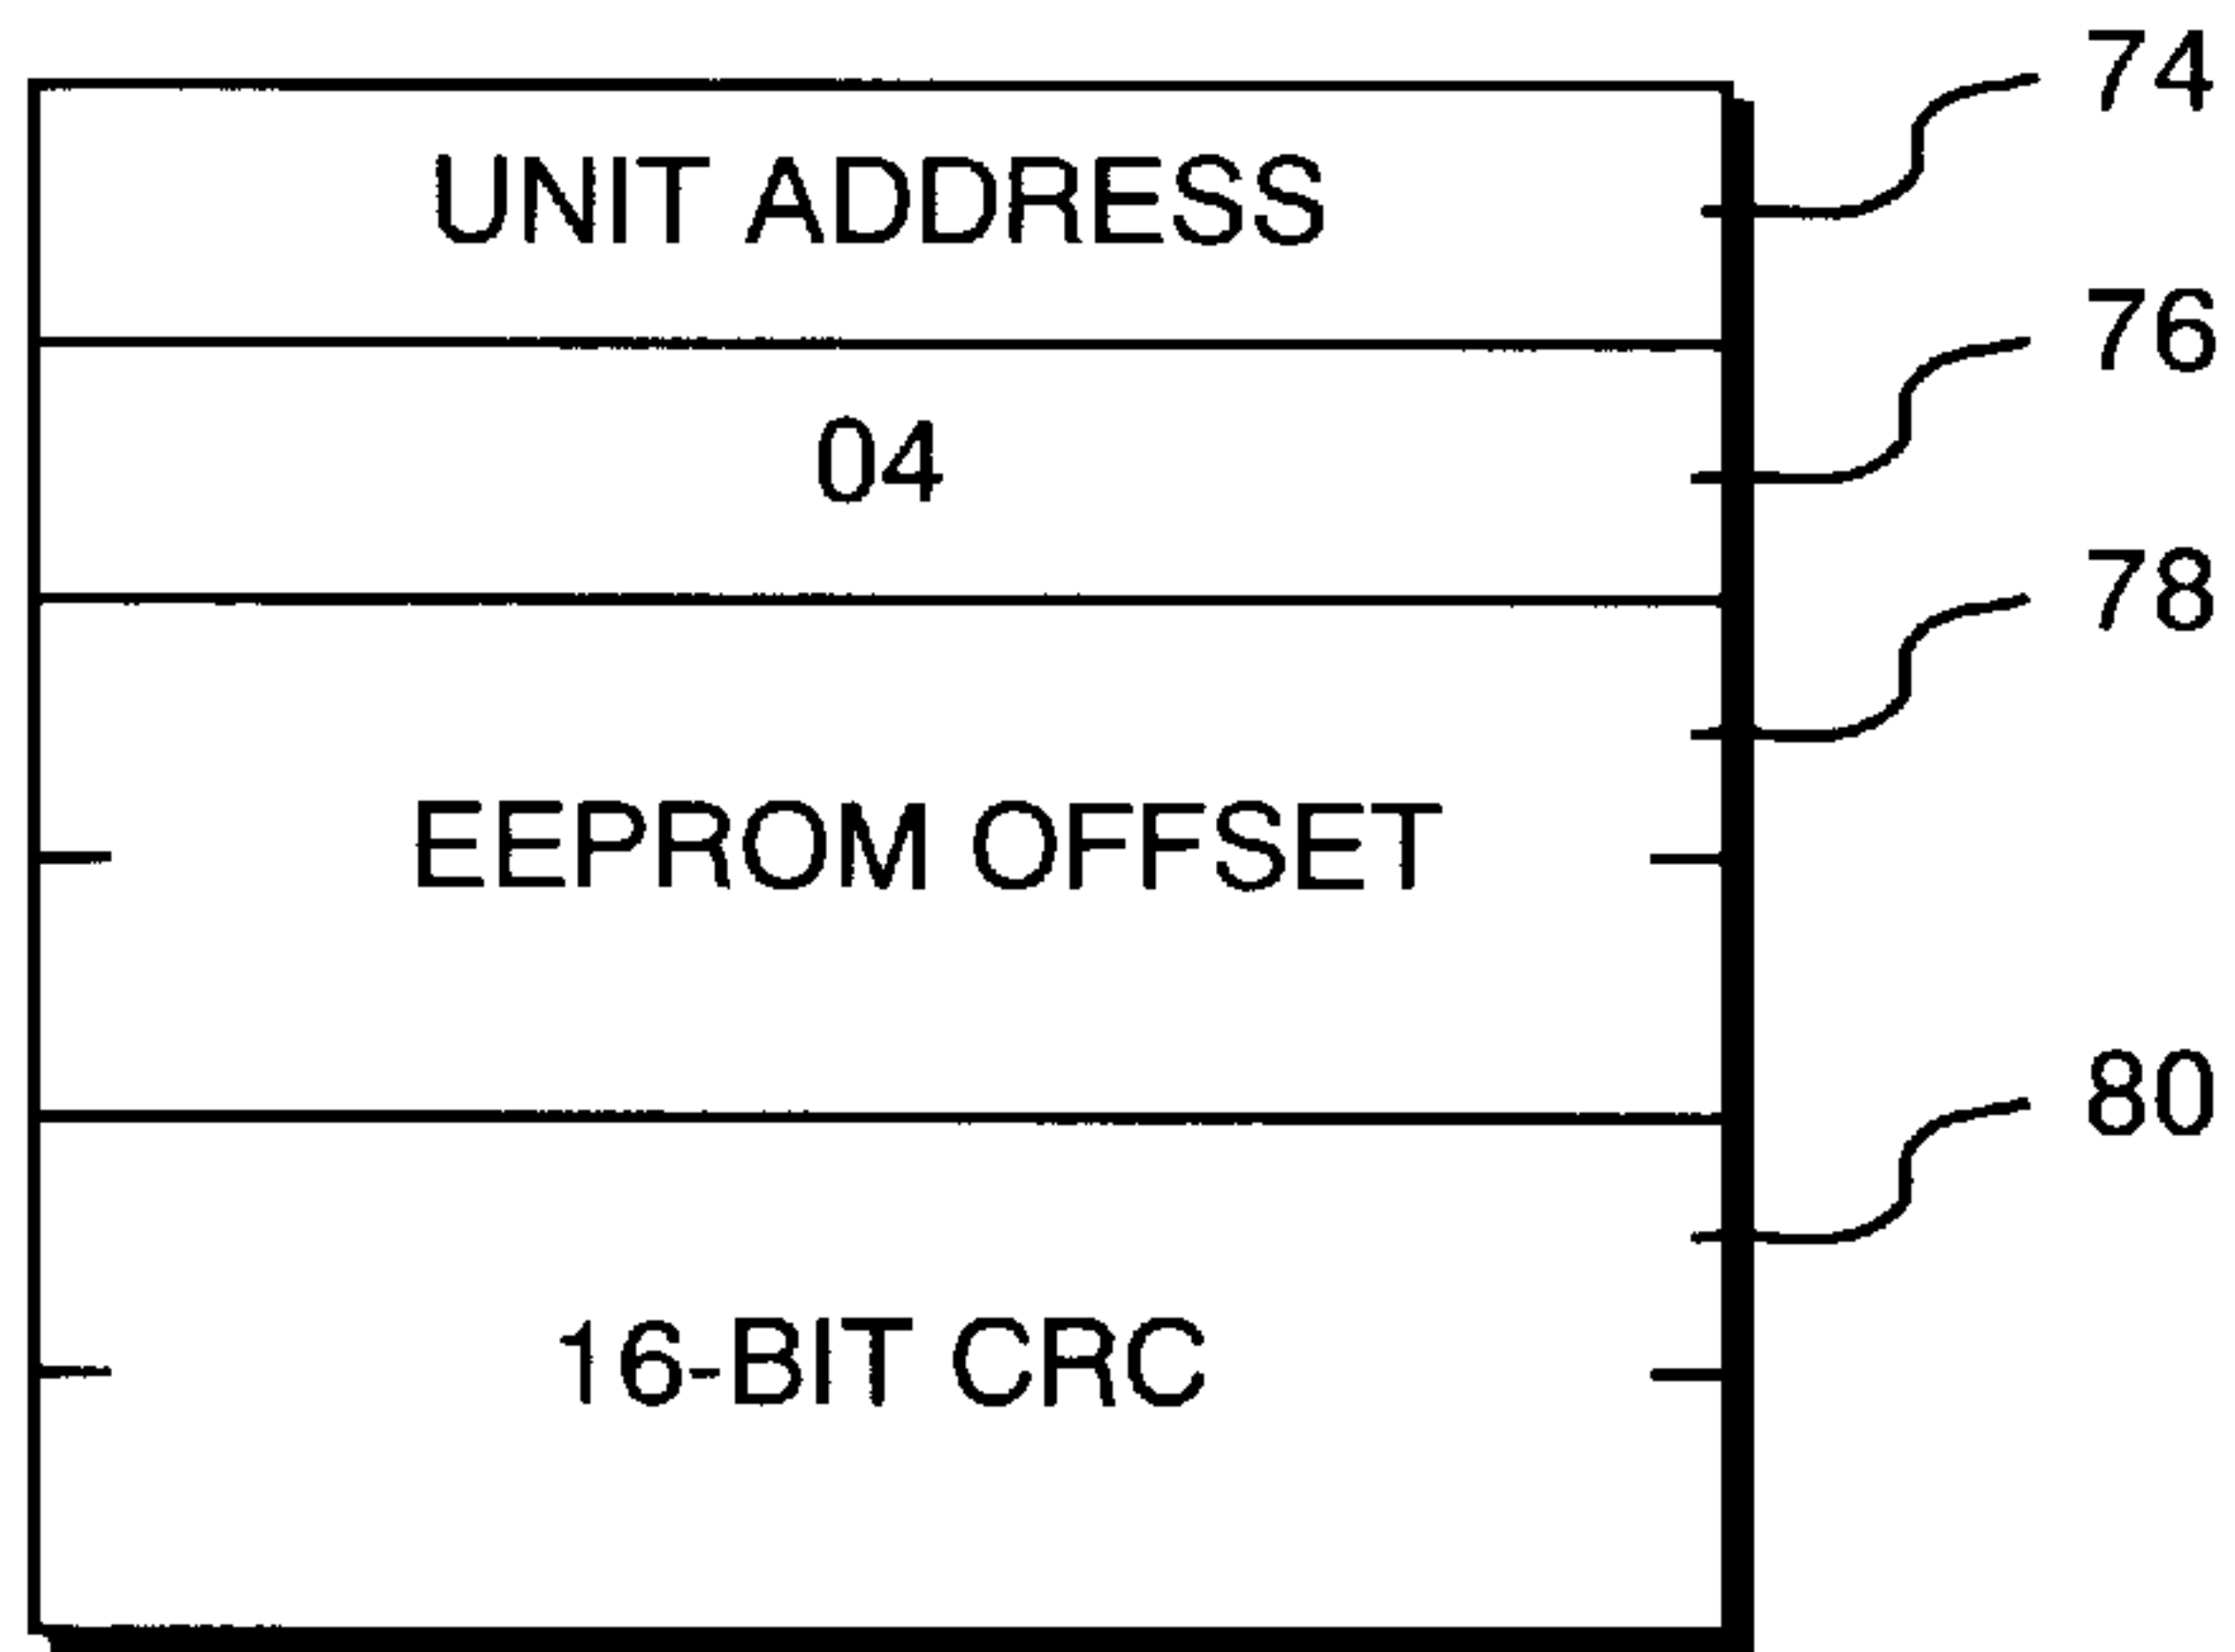 74
UNIT ADDRESS
76
04
78
EEPROM OFFSET
80
16-BIT CRC